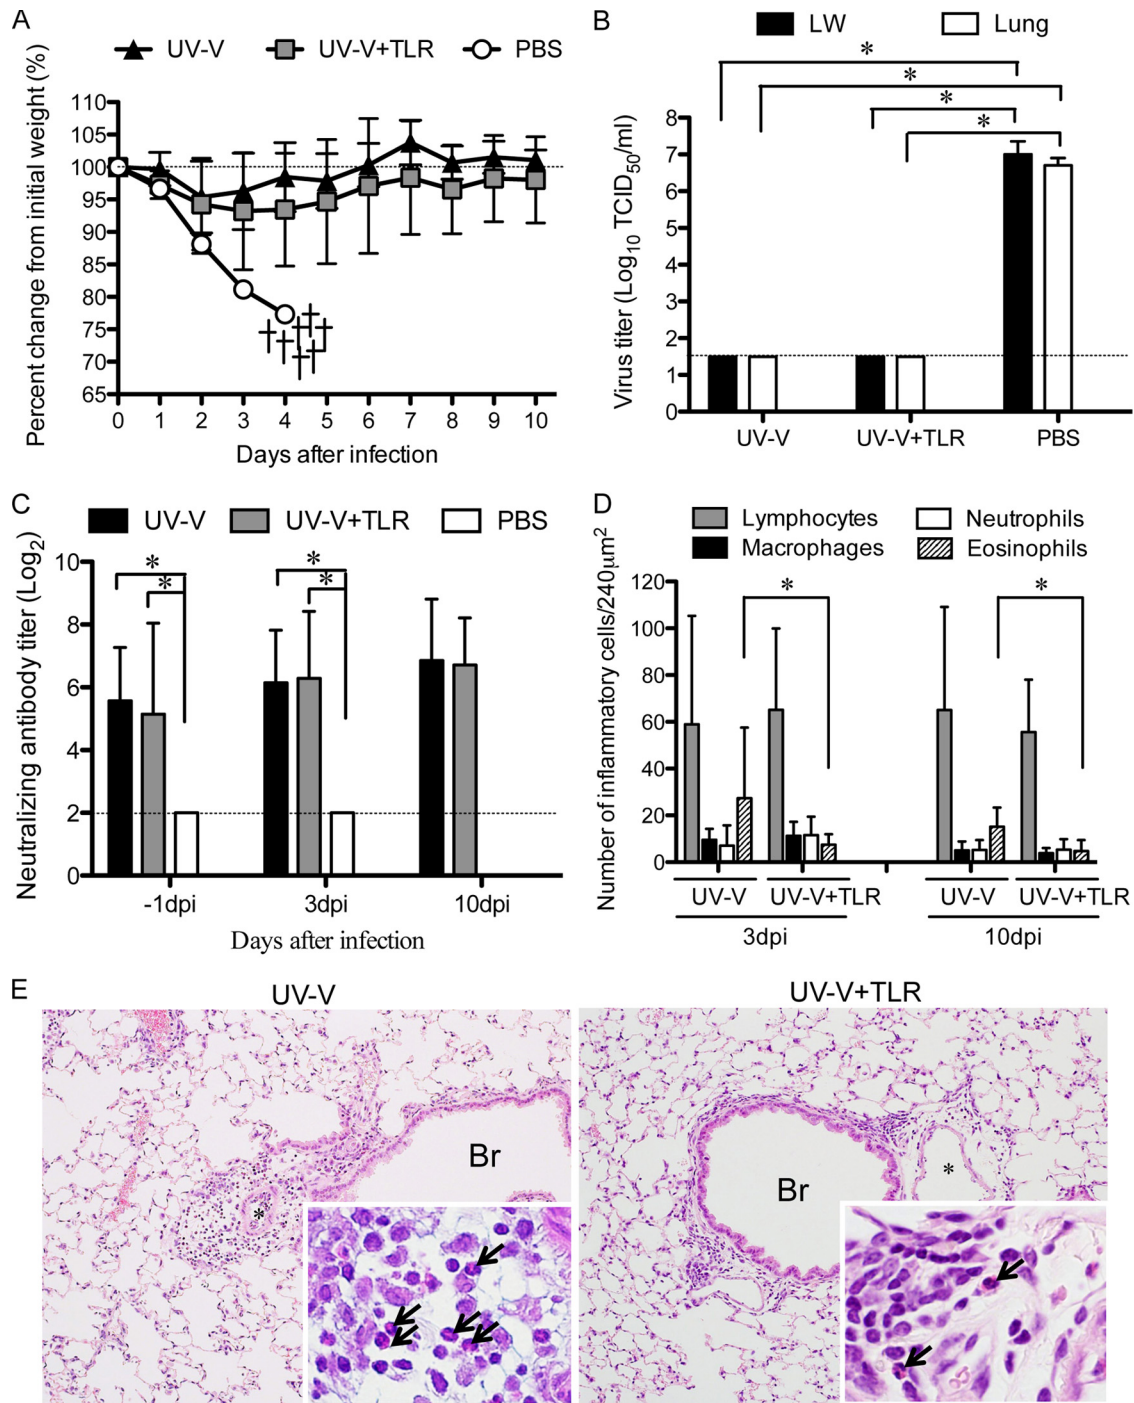 A
UV-V UV-V+TLR PBS
Percent change from initial weight (%)
110
105
100
95
90
85
80
75
70
65
0 1 2 3 4 5 6 7 8 9 10
Days after infection
B
LW Lung
Virus titer (Log10 TCID50/ml)
* * * *
8
7
6
5
4
3
2
1
0
UV-V UV-V+TLR PBS
C
UV-V UV-V+TLR PBS
Neutralizing antibody titer (Log2)
* * * *
10
8
6
4
2
0
-1dpi 3dpi 10dpi
Days after infection
D
Lymphocytes Neutrophils
Macrophages Eosinophils
Number of inflammatory cells/240μm2
* *
120
100
80
60
40
20
0
UV-V UV-V+TLR UV-V UV-V+TLR
3dpi 10dpi
E
UV-V UV-V+TLR
Br
*
Br
*